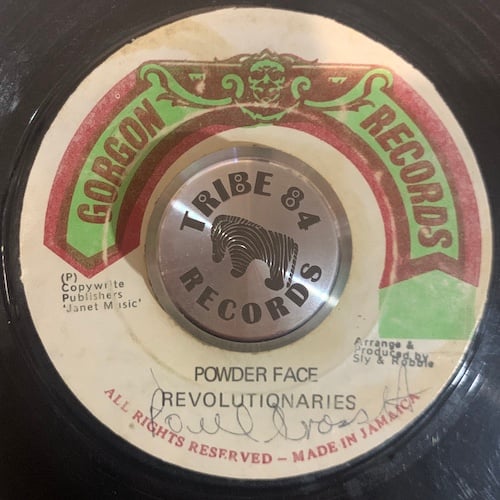 GORGON RECORDS
TRIBE 84
RECORDS
(P)
Copywrite
Publishers
'Janet Music'
Arrange &
Produced by
Sly & Robbie
POWDER FACE
REVOLUTIONARIES
ALL RIGHTS RESERVED – MADE IN JAMAICA